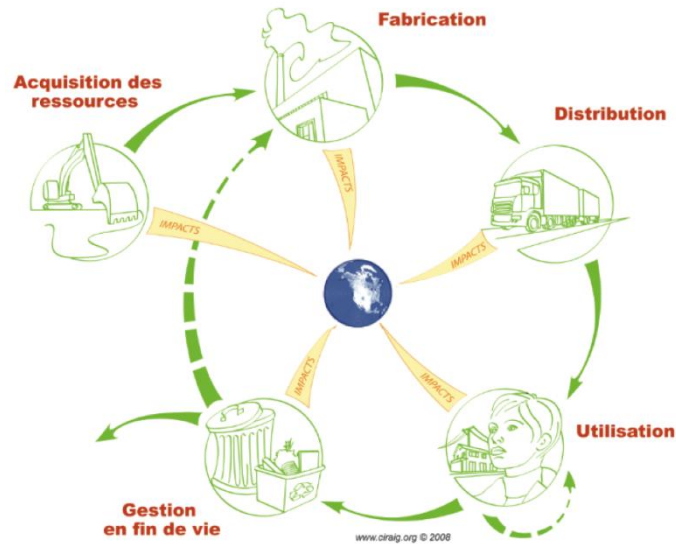 Fabrication
Acquisition des
ressources
Distribution
IMPACTS
IMPACTS
IMPACTS
IMPACTS
IMPACTS
Utilisation
Gestion
en fin de vie
www.ciraig.org © 2008